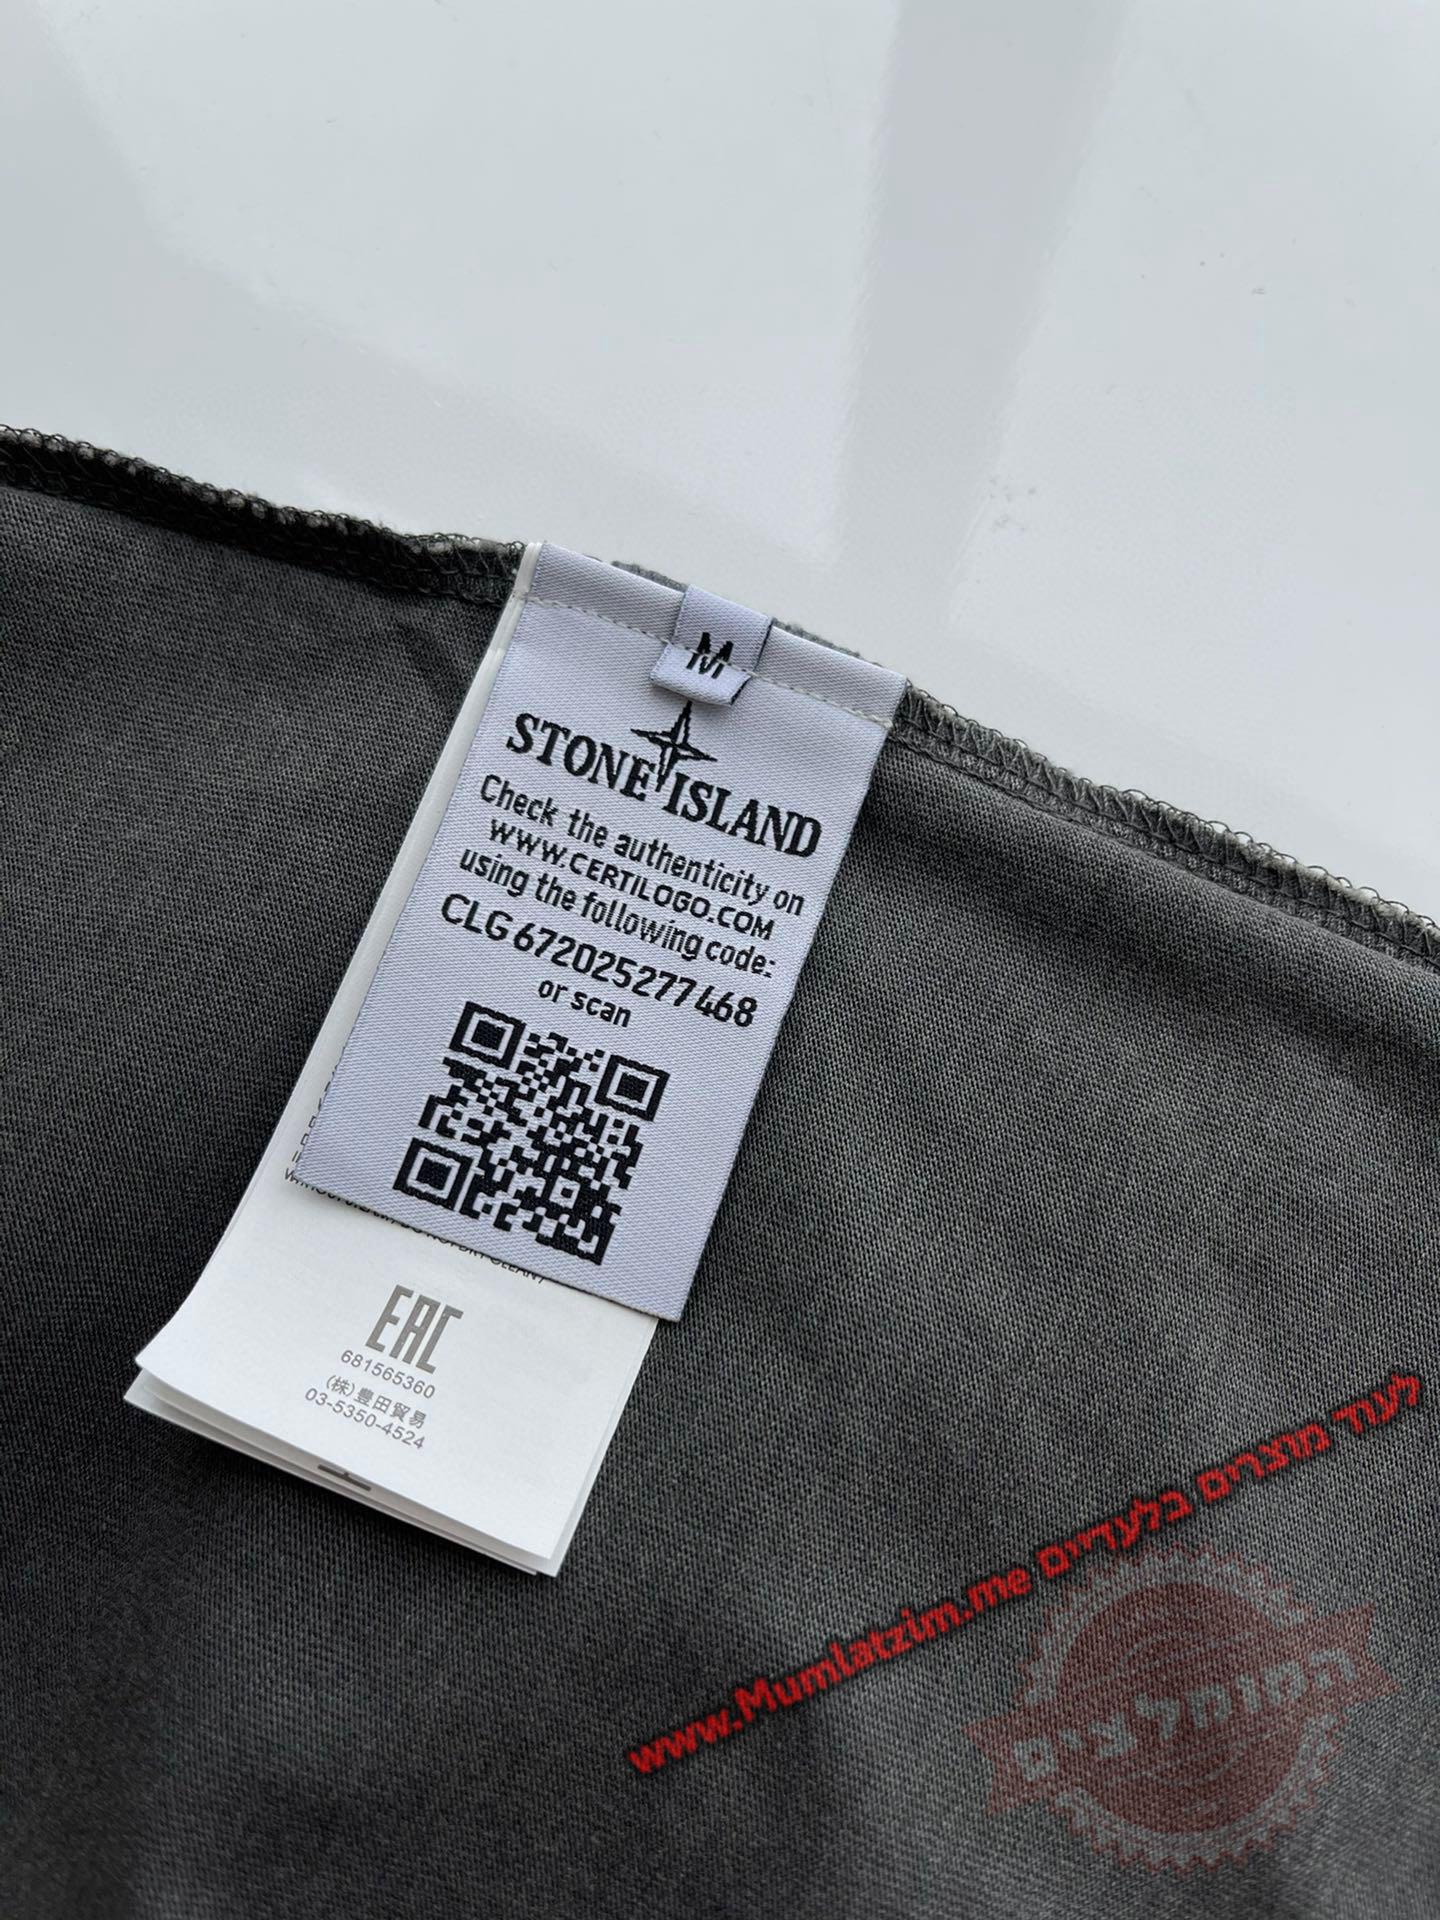 M
STONE ISLAND
Check the authenticity on
WWW.CERTILOGO.COM
using the following code:
CLG 672025277468
or scan
EAC
681565360
(株)豊田貿易
03-5350-4524
לעוד מוצרים בלעדיים www.Mumlatzim.me
המומלצים